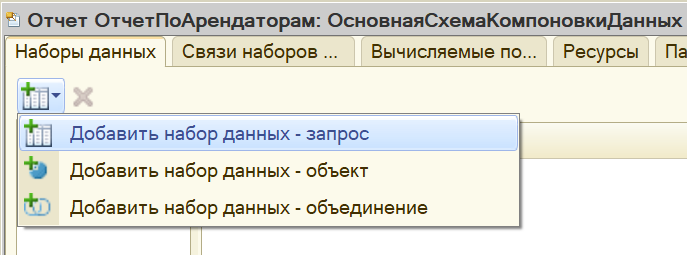 Отчет ОтчетПоАрендаторам: ОсновнаяСхемаКомпоновкиДанных
Наборы данных Связи наборов ... Вычисляемые по... Ресурсы Па
Добавить набор данных - запрос
Добавить набор данных - объект
Добавить набор данных - объединение